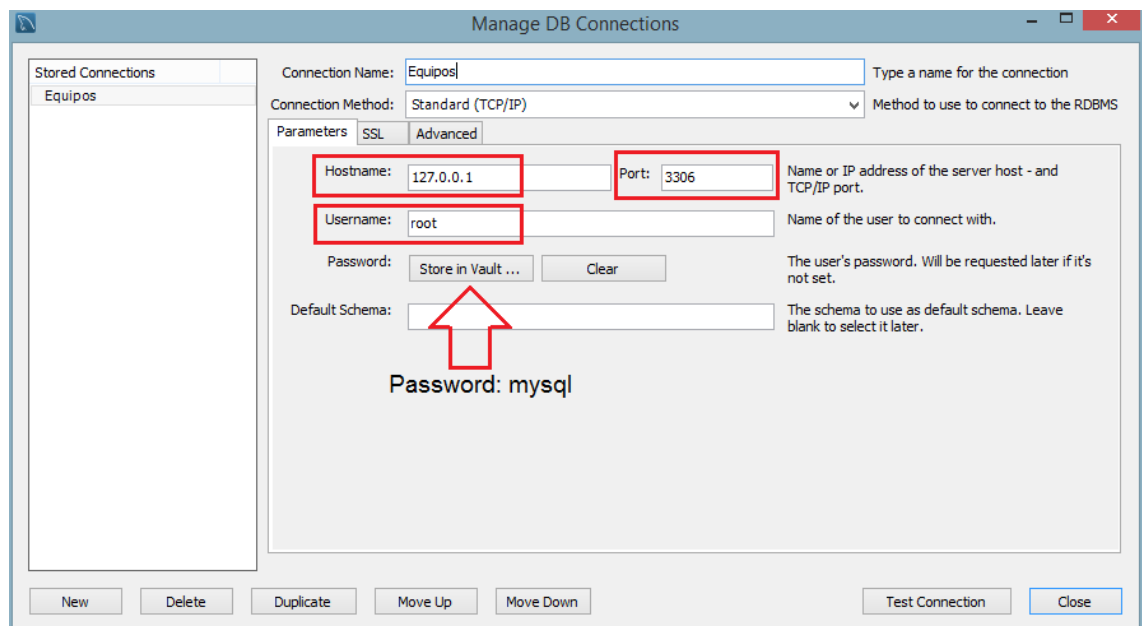 Manage DB Connections
Stored Connections
Equipos
Connection Name: Equipos Type a name for the connection
Connection Method: Standard (TCP/IP) Method to use to connect to the RDBMS
Parameters SSL Advanced
Hostname: 127.0.0.1 Port: 3306 Name or IP address of the server host - and
TCP/IP port.
Username: root Name of the user to connect with.
Password: Store in Vault ... Clear The user's password. Will be requested later if it's
not set.
Default Schema: The schema to use as default schema. Leave
blank to select it later.
Password: mysql
New Delete Duplicate Move Up Move Down Test Connection Close